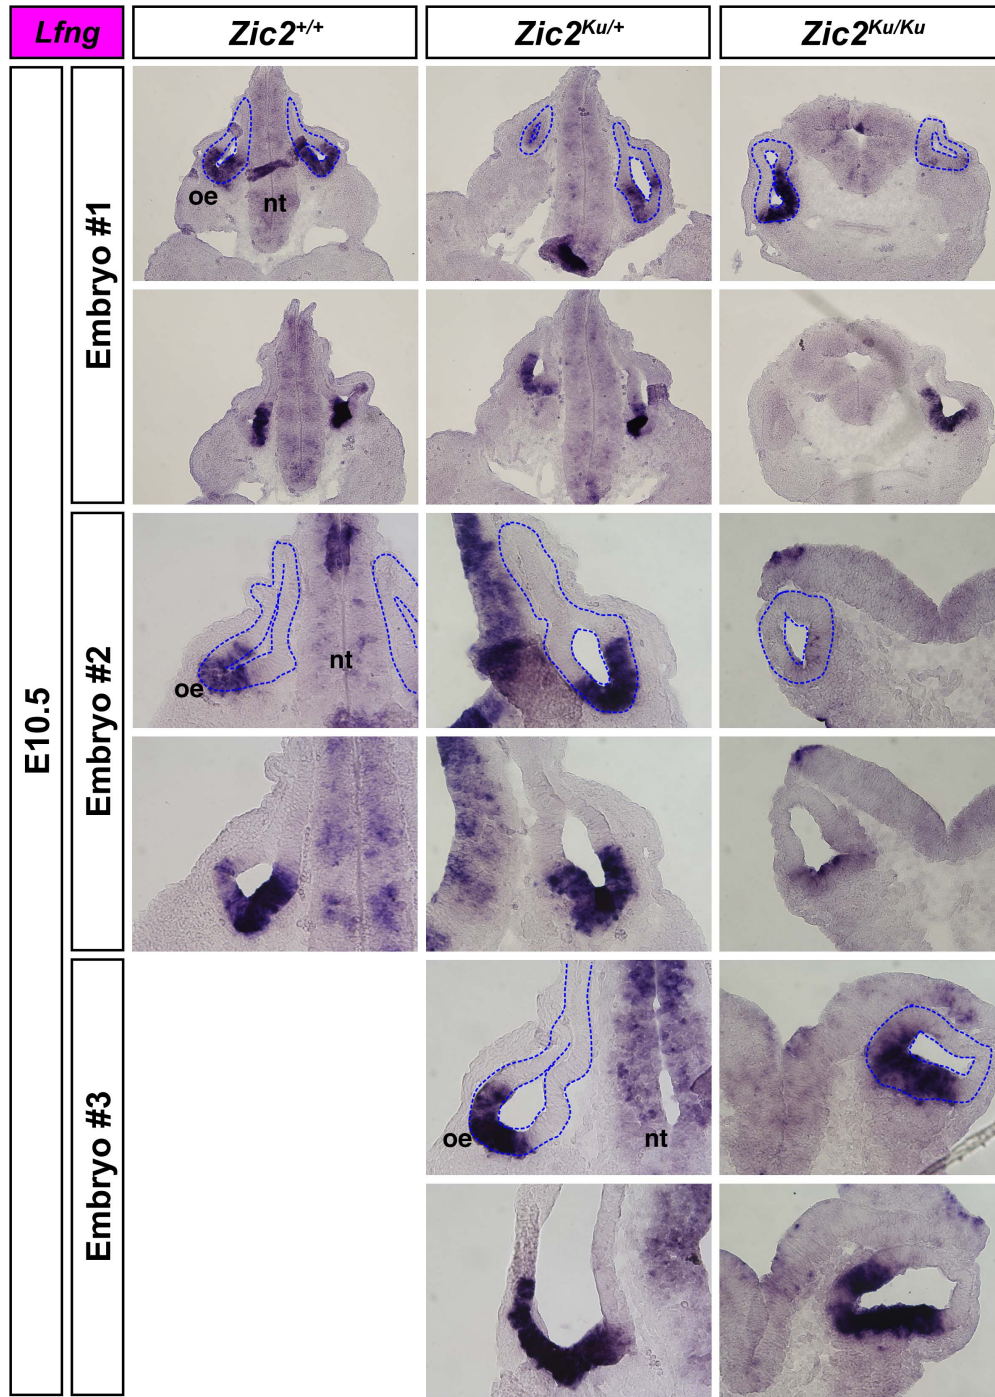 Lfng
Zic2+/+
Zic2Ku/+
Zic2Ku/Ku
E10.5
Embryo #1
oe
nt
Embryo #2
oe
nt
Embryo #3
oe
nt